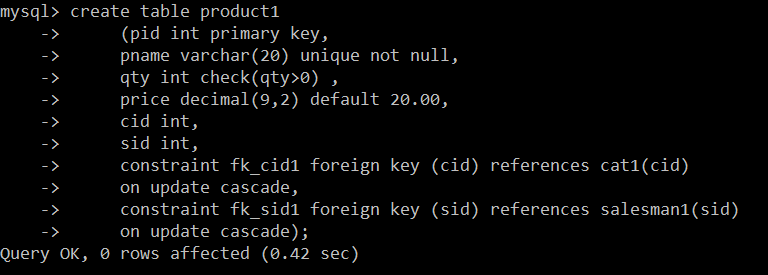 mysql> create table product1
    ->     (pid int primary key,
    ->     pname varchar(20) unique not null,
    ->     qty int check(qty>0) ,
    ->     price decimal(9,2) default 20.00,
    ->     cid int,
    ->     sid int,
    ->     constraint fk_cid1 foreign key (cid) references cat1(cid)
    ->     on update cascade,
    ->     constraint fk_sid1 foreign key (sid) references salesman1(sid)
    ->     on update cascade);
Query OK, 0 rows affected (0.42 sec)